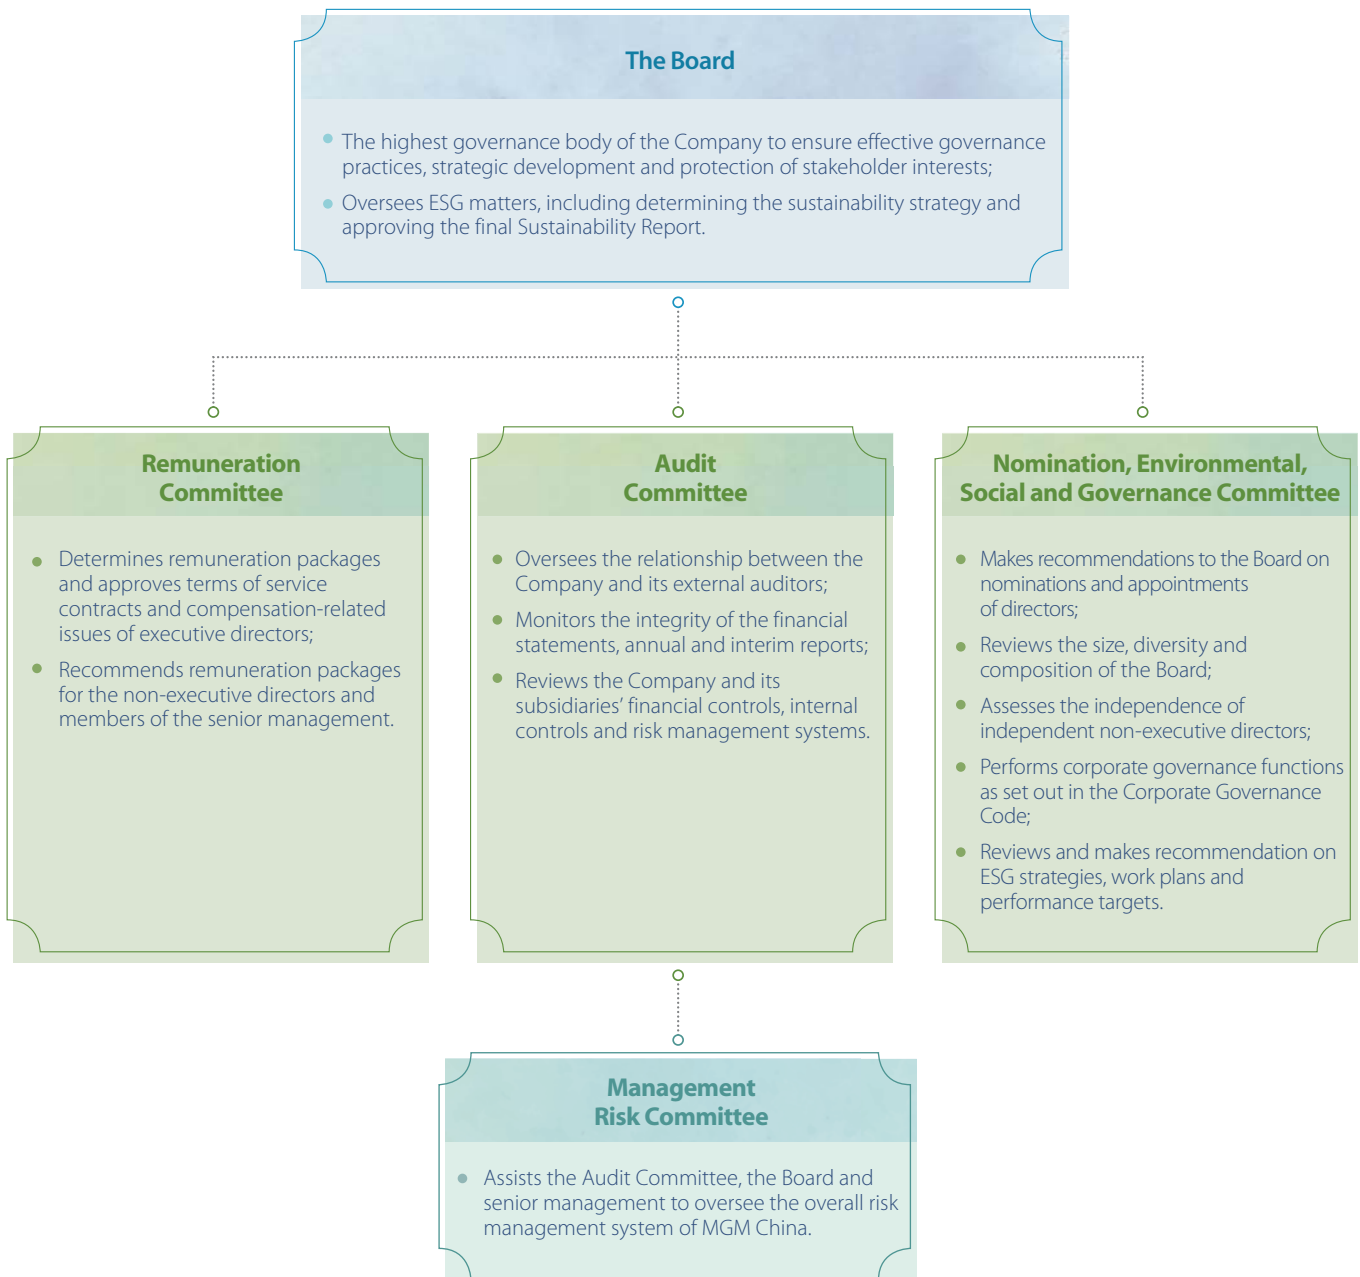 The Board
The highest governance body of the Company to ensure effective governance
practices, strategic development and protection of stakeholder interests;
Oversees ESG matters, including determining the sustainability strategy and
approving the final Sustainability Report.
Remuneration
Committee
Determines remuneration packages
and approves terms of service
contracts and compensation-related
issues of executive directors;
Recommends remuneration packages
for the non-executive directors and
members of the senior management.
Audit
Committee
Oversees the relationship between the
Company and its external auditors;
Monitors the integrity of the financial
statements, annual and interim reports;
Reviews the Company and its
subsidiaries’ financial controls, internal
controls and risk management systems.
Nomination, Environmental,
Social and Governance Committee
Makes recommendations to the Board on
nominations and appointments
of directors;
Reviews the size, diversity and
composition of the Board;
Assesses the independence of
independent non-executive directors;
Performs corporate governance functions
as set out in the Corporate Governance
Code;
Reviews and makes recommendation on
ESG strategies, work plans and
performance targets.
Management
Risk Committee
Assists the Audit Committee, the Board and
senior management to oversee the overall risk
management system of MGM China.